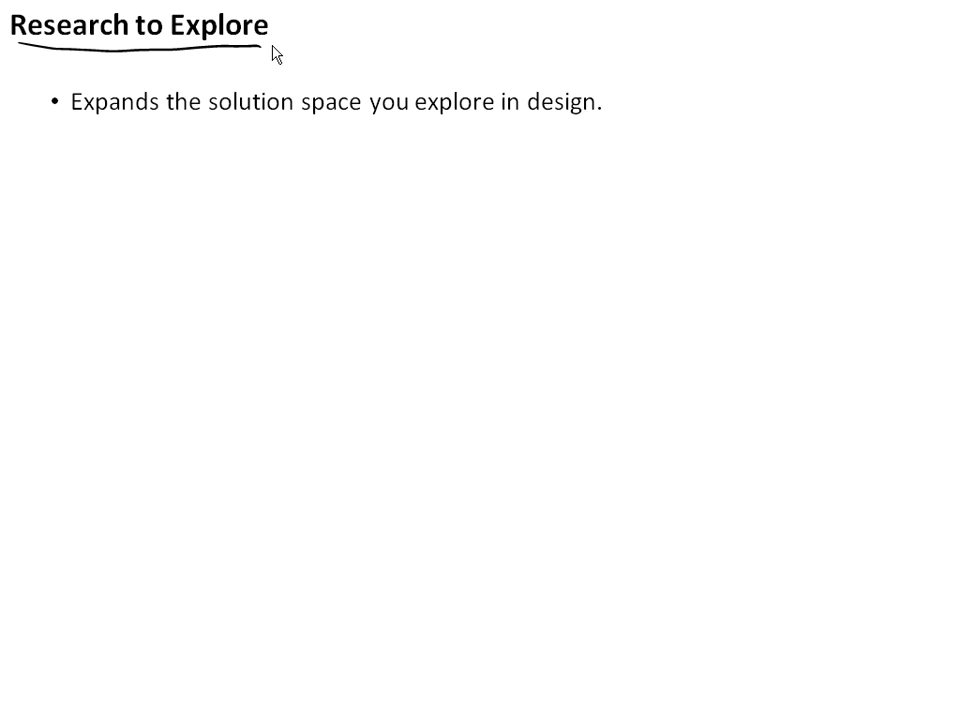 Research to Explore
• Expands the solution space you explore in design.